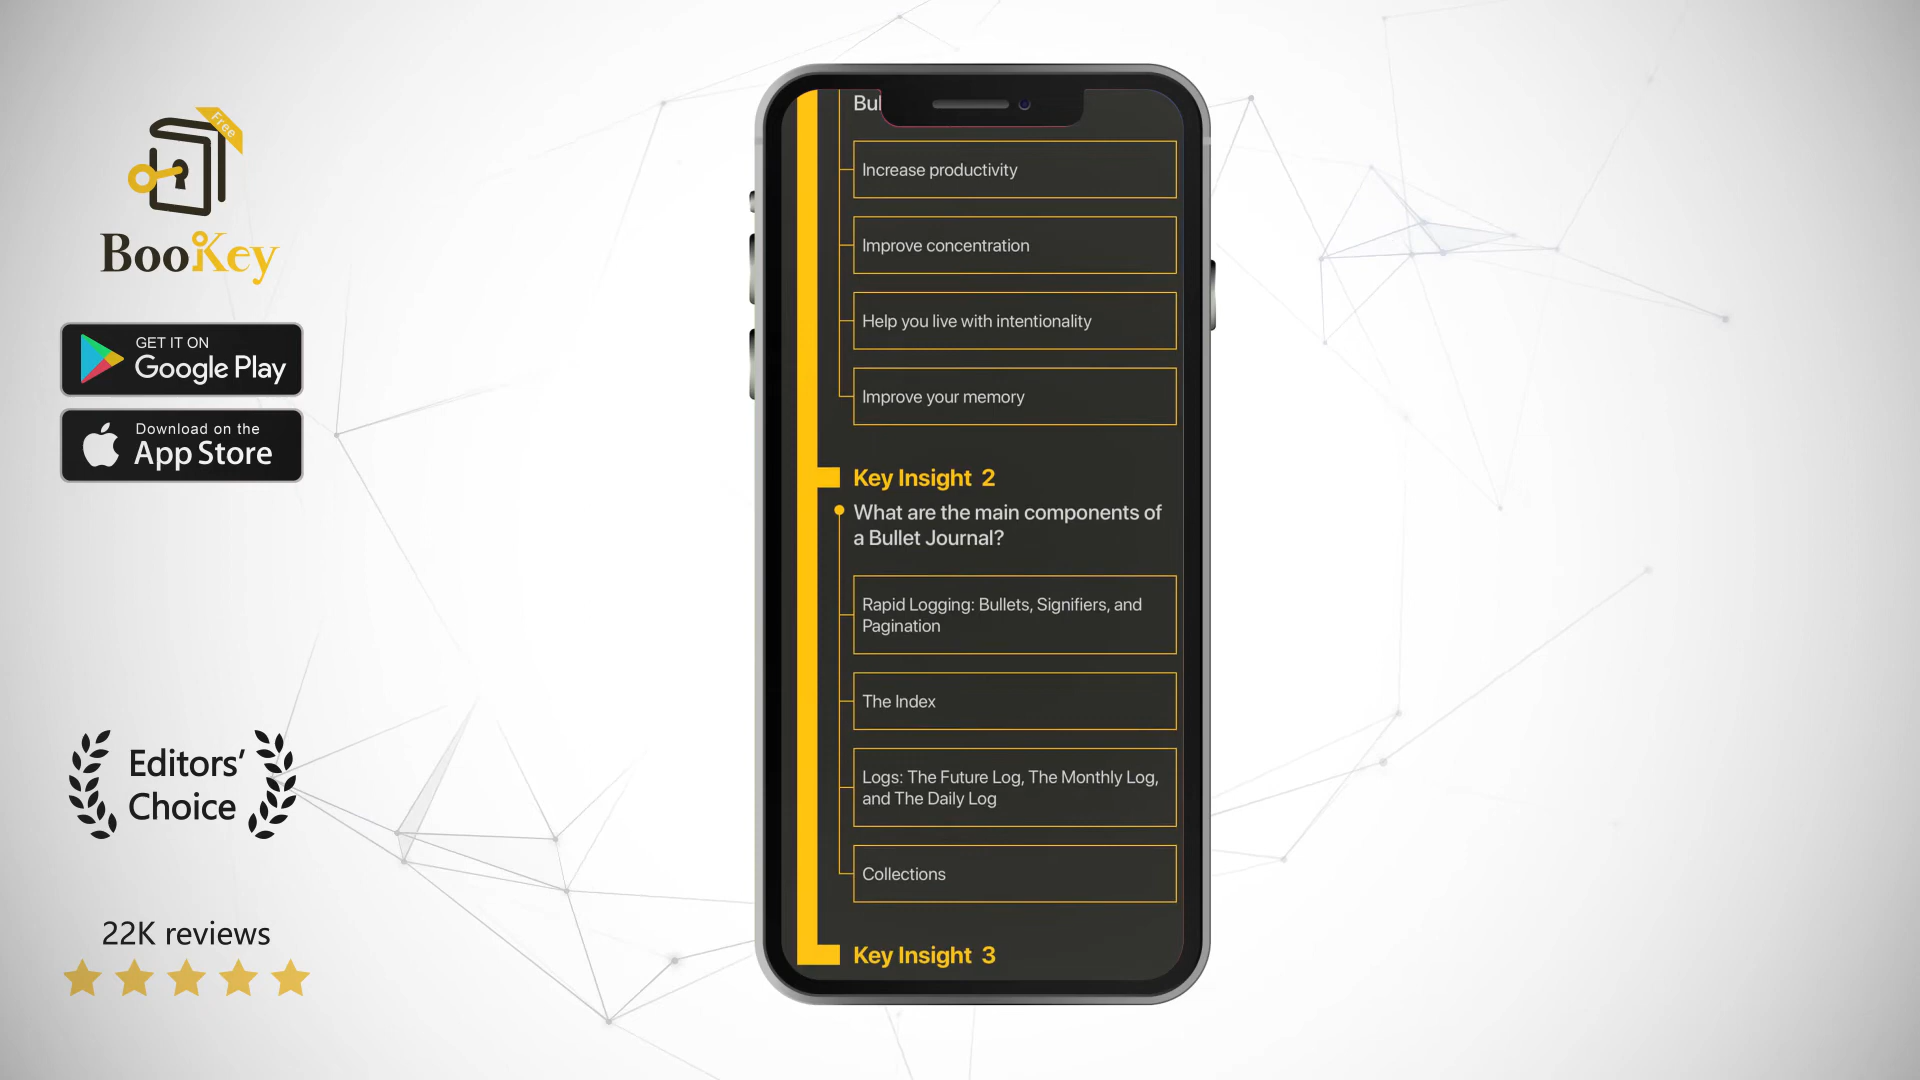 Free
BooKey
GET IT ON
Google Play
Download on the
App Store
Editors’
Choice
22K reviews
Increase productivity
Improve concentration
Help you live with intentionality
Improve your memory
Key Insight 2
What are the main components of
a Bullet Journal?
Rapid Logging: Bullets, Signifiers, and
Pagination
The Index
Logs: The Future Log, The Monthly Log,
and The Daily Log
Collections
Key Insight 3